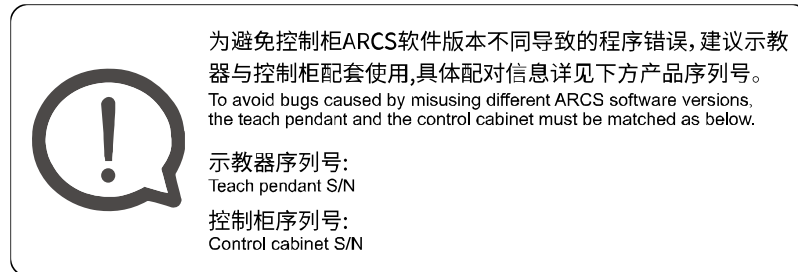 为避免控制柜ARCS软件版本不同导致的程序错误，建议示教
器与控制柜配套使用,具体配对信息详见下方产品序列号。
To avoid bugs caused by misusing different ARCS software versions,
the teach pendant and the control cabinet must be matched as below.
示教器序列号:
Teach pendant S/N
控制柜序列号:
Control cabinet S/N